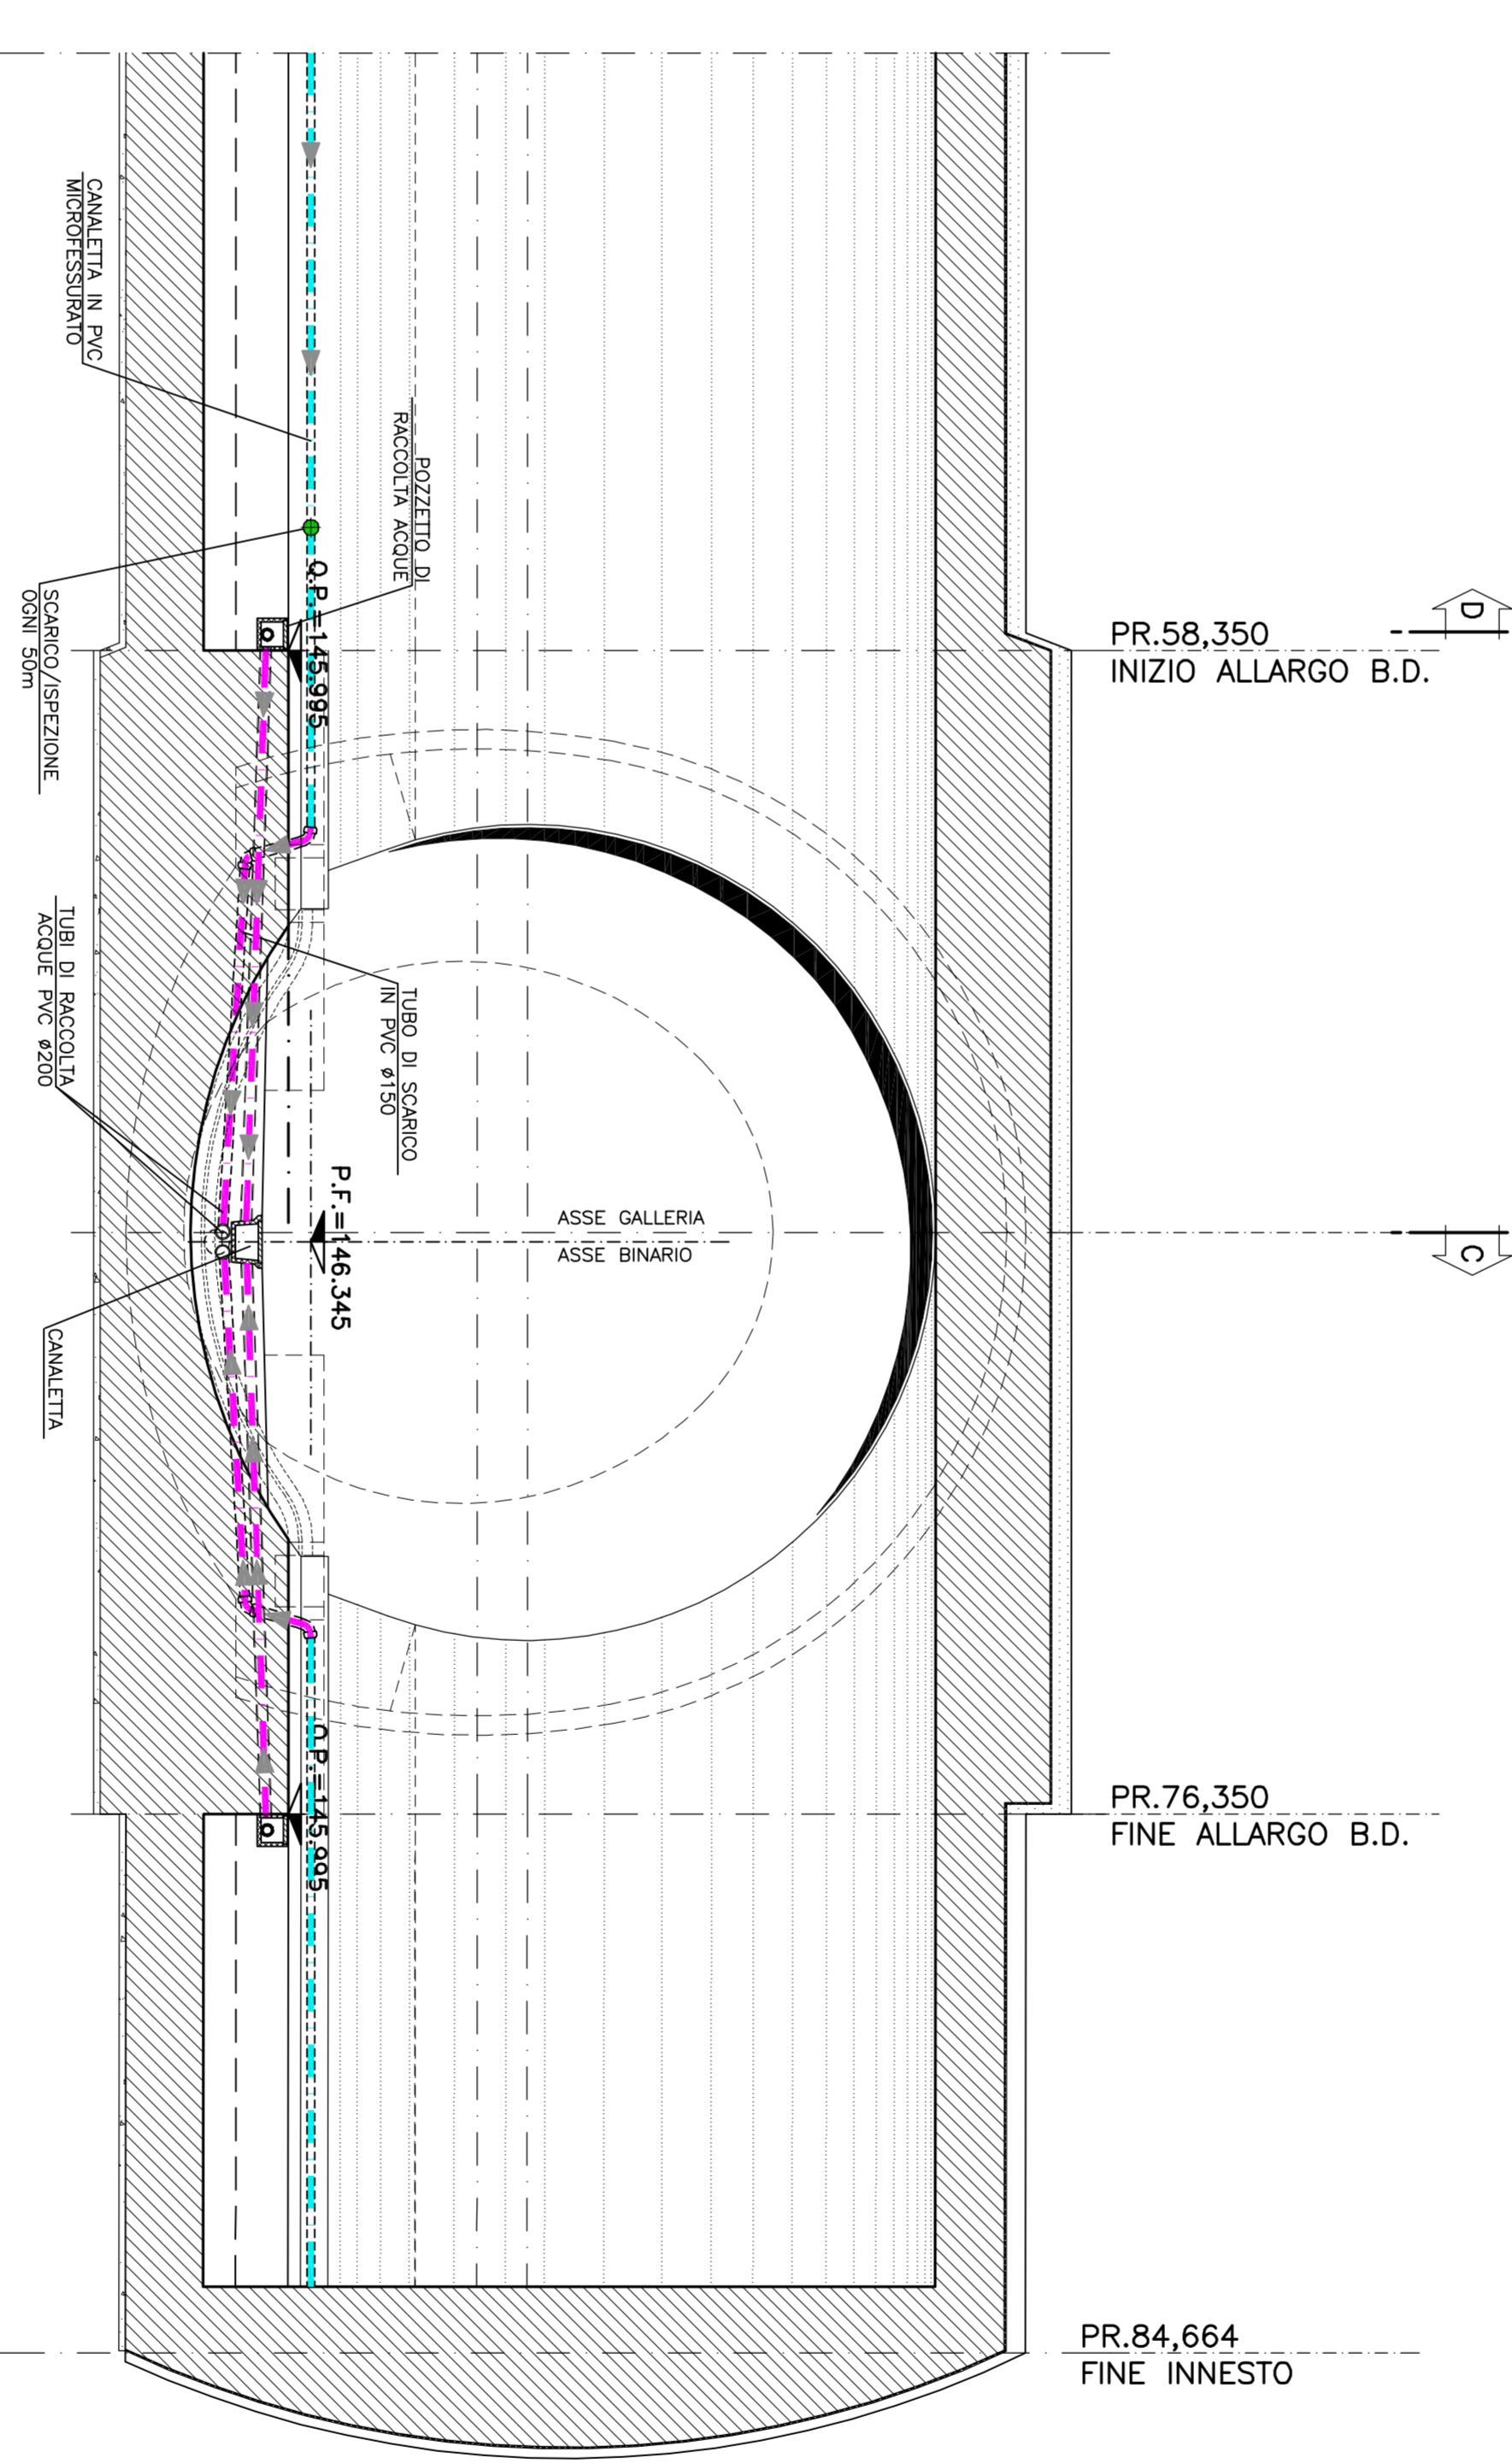 D
PR.58,350
INIZIO ALLARGO B.D.
C
PR.76,350
FINE ALLARGO B.D.
PR.84,664
FINE INNESTO
CANALETTA IN PVC
MICROFESSURATO
POZZETTO DI
RACCOLTA ACQUE
SCARICO/ISPEZIONE
OGNI 50m
Q.P.=145.995
TUBI DI RACCOLTA
ACQUE PVC ø200
TUBO DI SCARICO
IN PVC ø150
P.F.=146.345
ASSE GALLERIA
ASSE BINARIO
CANALETTA
Q.P.=145.995